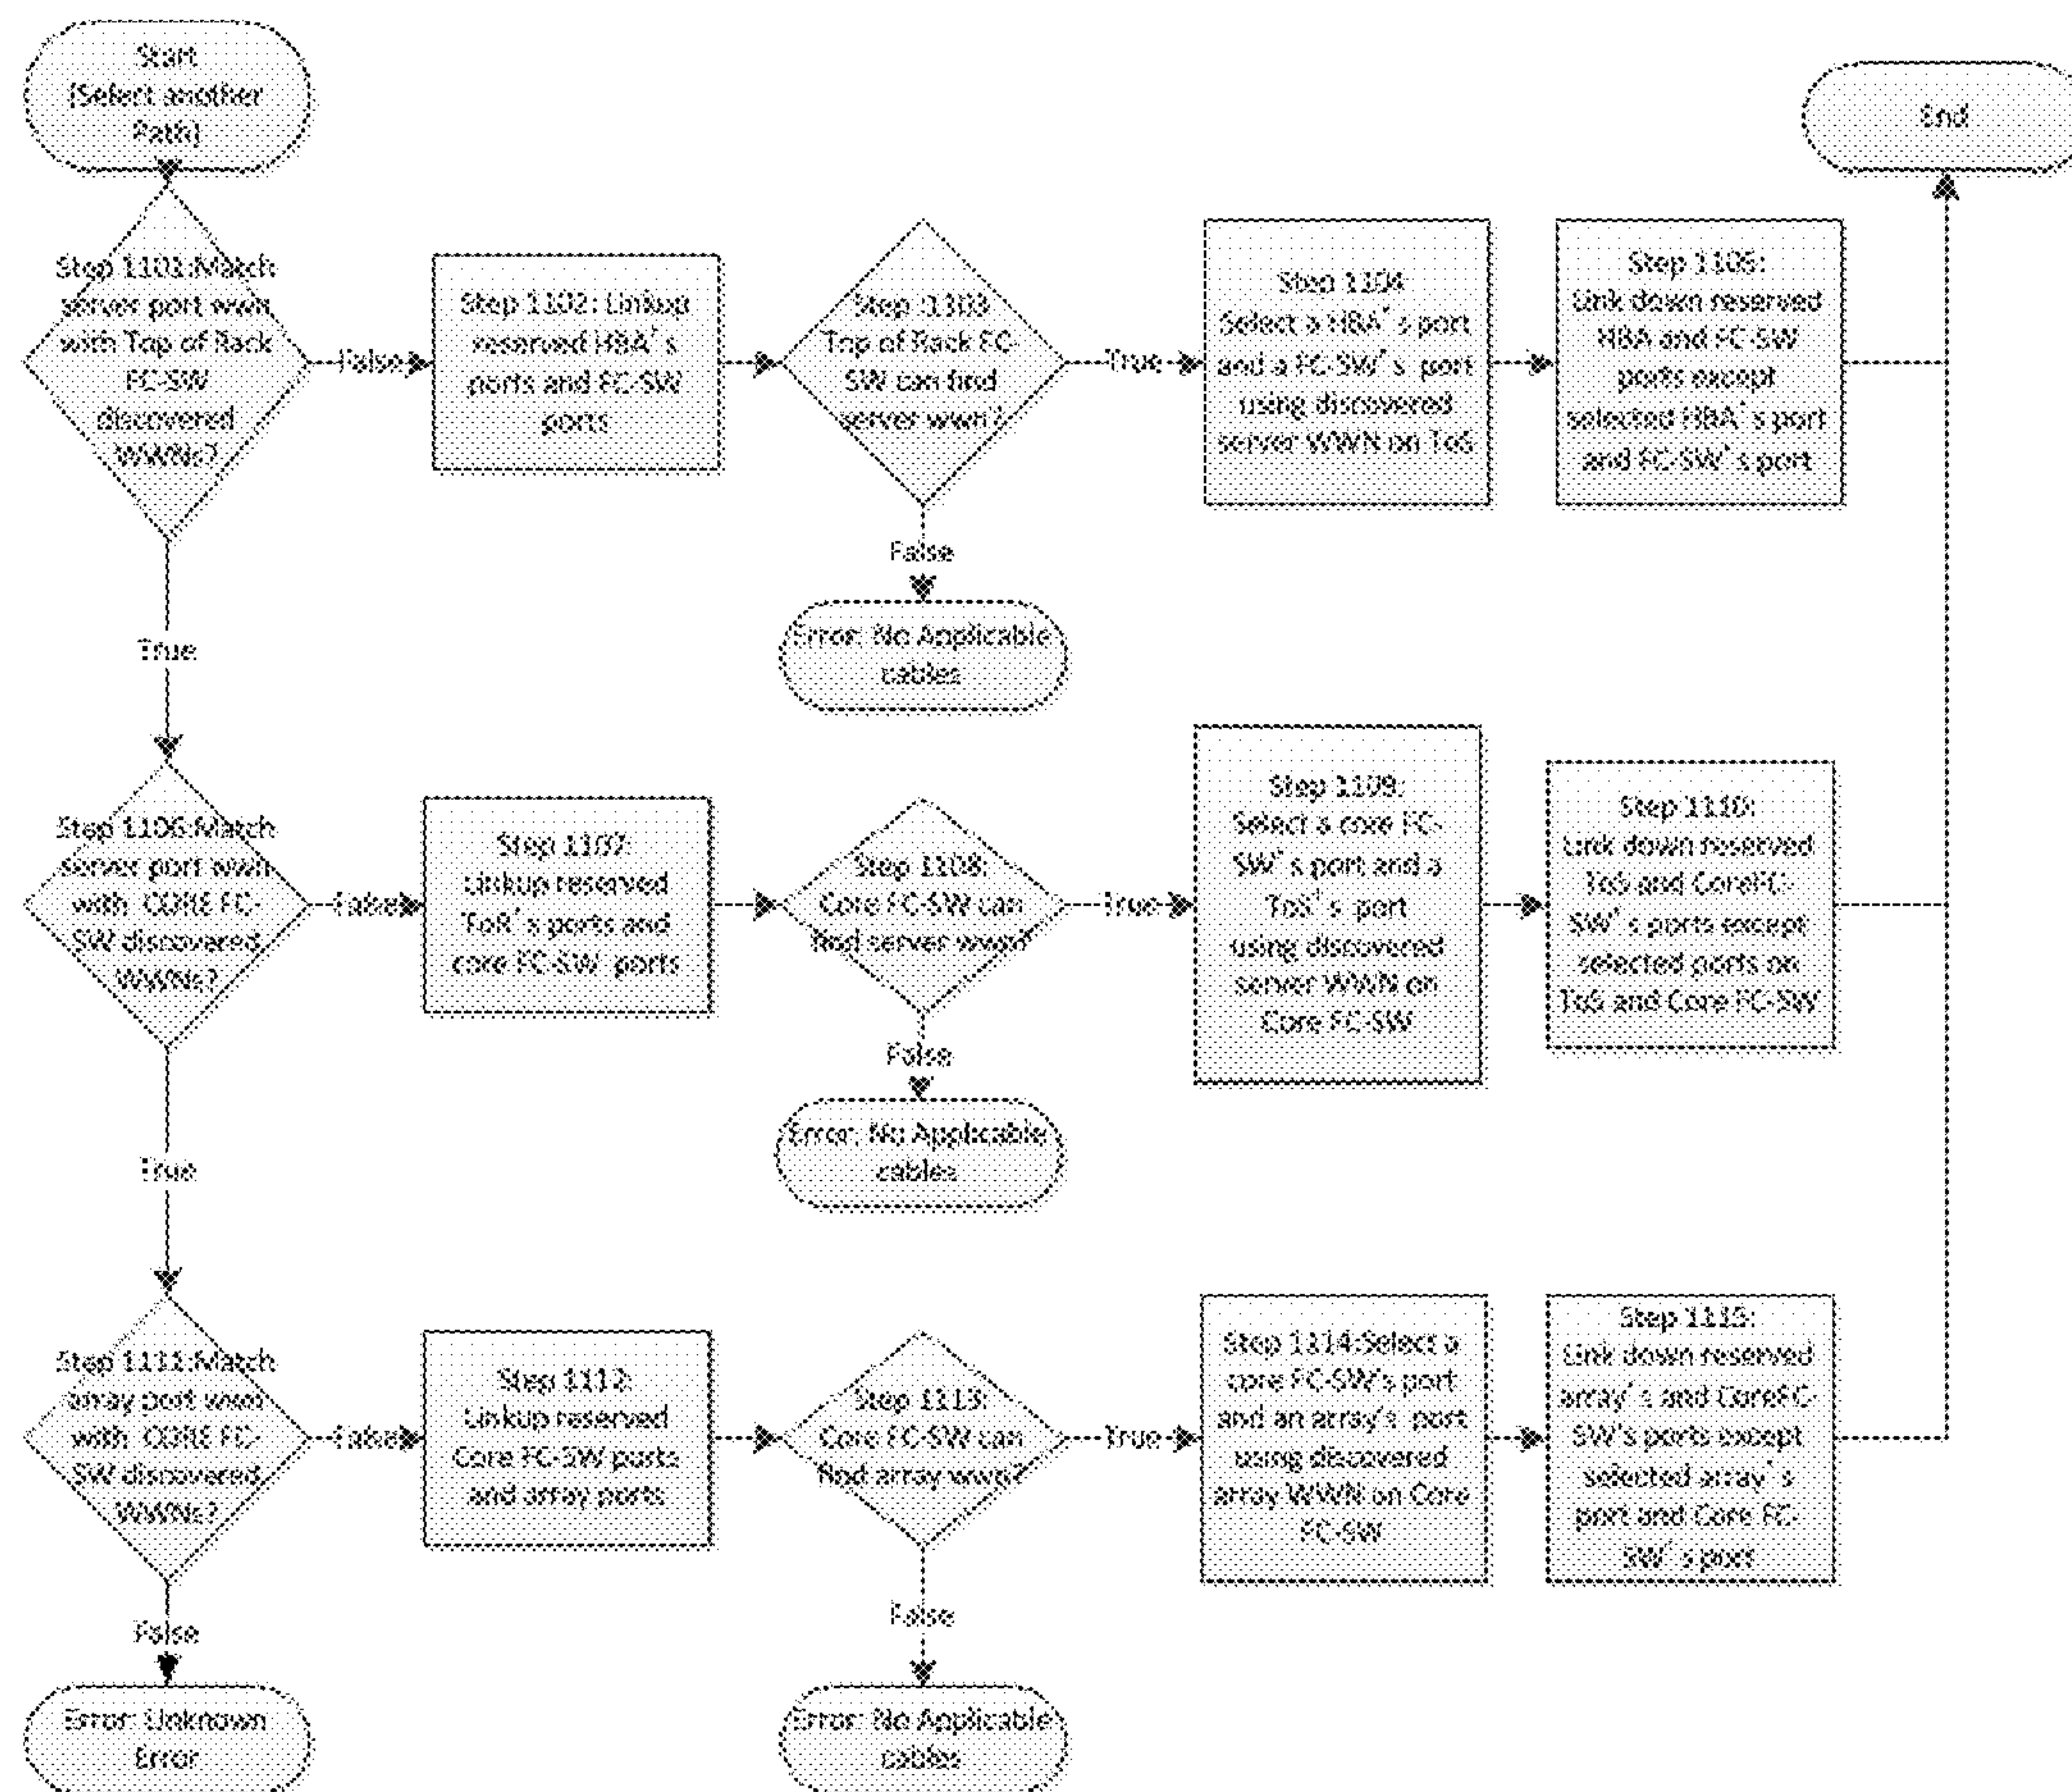 Start
(Select another
Path)
End
Step 1101:Match
server port wwn
with Top of Rack
FC-SW
discovered
WWNs?
False
Step 1102: Linkup
reserved HBA's
ports and FC-SW
ports
Step :1103
Top of Rack FC-
SW can find
server wwn?
True
Step 1104
Select a HBA's port
and a FC-SW's port
using discovered
server WWN on ToS
Step 1105:
Link down reserved
HBA and FC-SW
ports except
selected HBA's port
and FC-SW's port
False
Error: No Applicable
cables
True
Step 1106:Match
server port wwn
with CORE FC-
SW discovered
WWNs?
False
Step 1107:
Linkup reserved
ToR's ports and
core FC-SW ports
Step 1108:
Core FC-SW can
find server wwn?
True
Step 1109:
Select a core FC-
SW's port and a
ToS's port
using discovered
server WWN on
Core FC-SW
Step 1110:
Link down reserved
ToS and CoreFC-
SW's ports except
selected ports on
ToS and Core FC-SW
False
Error: No Applicable
cables
True
Step 1111:Match
array port wwn
with CORE FC-
SW discovered
WWNs?
False
Step 1112:
Linkup reserved
Core FC-SW ports
and array ports
Step 1113:
Core FC-SW can
find array wwn?
True
Step 1114:Select a
core FC-SW's port
and an array's port
using discovered
array WWN on Core
FC-SW
Step 1115:
Link down reserved
array's and CoreFC-
SW's ports except
selected array's
port and Core FC-
SW's port
False
Error: Unknown
Error
False
Error: No Applicable
cables